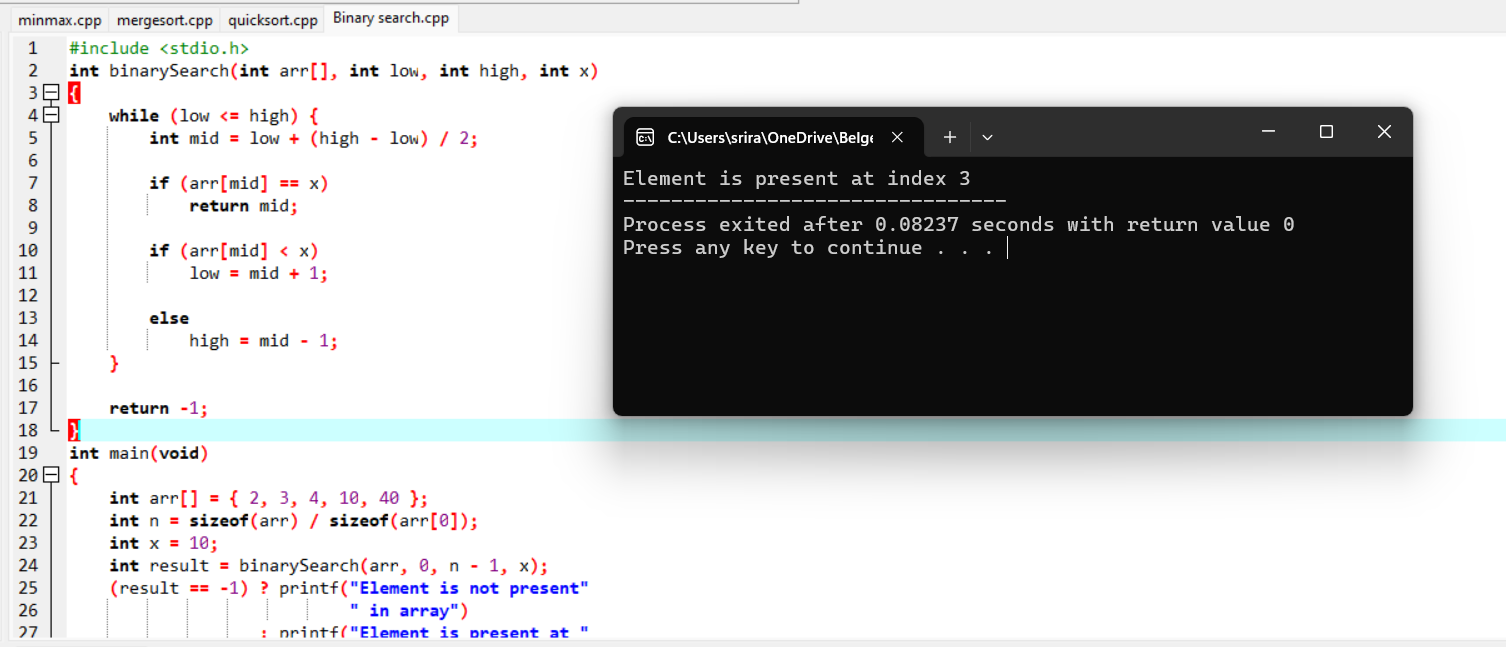 minmax.cpp mergesort.cpp quicksort.cpp Binary search.cpp
1 #include <stdio.h>
2 int binarySearch(int arr[], int low, int high, int x)
3 {
4     while (low <= high) {
5         int mid = low + (high - low) / 2;
6
7         if (arr[mid] == x)
8             return mid;
9
10         if (arr[mid] < x)
11             low = mid + 1;
12
13         else
14             high = mid - 1;
15     }
16
17     return -1;
18 }
19 int main(void)
20 {
21     int arr[] = { 2, 3, 4, 10, 40 };
22     int n = sizeof(arr) / sizeof(arr[0]);
23     int x = 10;
24     int result = binarySearch(arr, 0, n - 1, x);
25     (result == -1) ? printf("Element is not present"
26                             " in array")
27                    : printf("Element is present at "
C:\Users\srira\OneDrive\Belge
Element is present at index 3
--------------------------------
Process exited after 0.08237 seconds with return value 0
Press any key to continue . . .